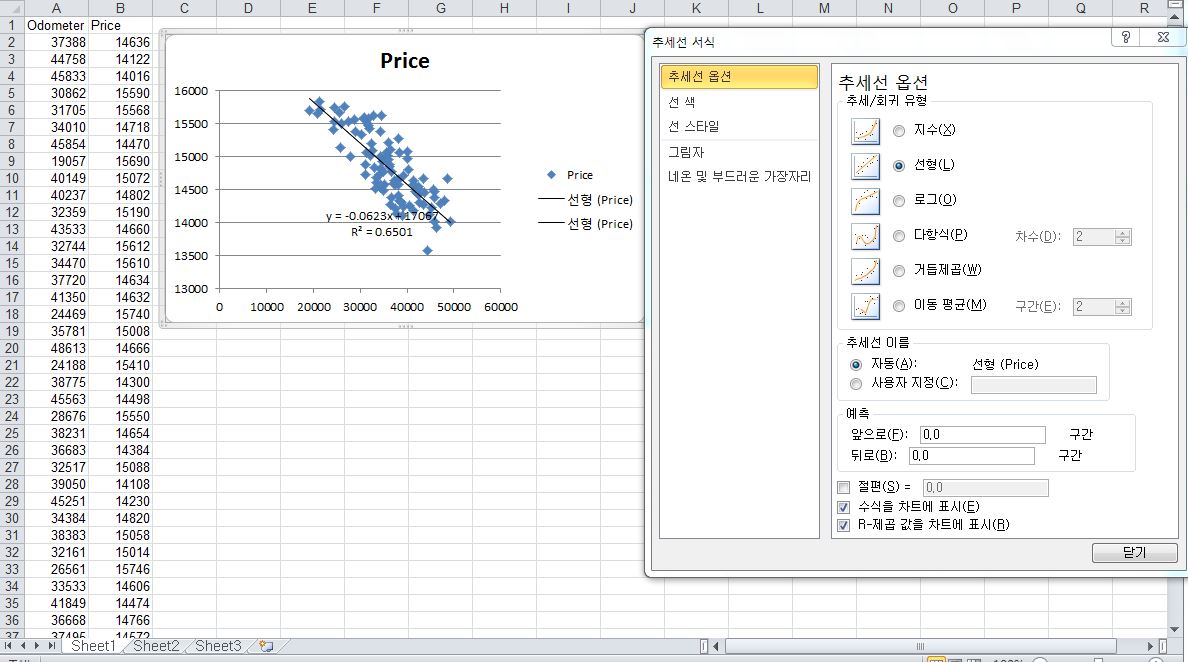 A B C D E F G H I J K L M N O P Q R
1 Odometer Price
2 37388 14636
3 44758 14122
4 45833 14016
5 30862 15590
6 31705 15568
7 34010 14718
8 45854 14470
9 19057 15690
10 40149 15072
11 40237 14802
12 32359 15190
13 43533 14660
14 32744 15612
15 34470 15610
16 37720 14634
17 41350 14632
18 24469 15740
19 35781 15008
20 48613 14666
21 24188 15410
22 38775 14300
23 45563 14498
24 28676 15550
25 38231 14654
26 36683 14384
27 32517 15088
28 39050 14108
29 45251 14230
30 34384 14820
31 38383 15058
32 32161 15014
33 26561 15746
34 33533 14606
35 41849 14474
36 36668 14766
37 37495 14572
Price
16000
15500
15000
14500
14000
13500
13000
0 10000 20000 30000 40000 50000 60000
y = -0.0623x + 17067
R² = 0.6501
Price
선형 (Price)
선형 (Price)
추세선 서식
추세선 옵션
선 색
선 스타일
그림자
네온 및 부드러운 가장자리
추세선 옵션
추세/회귀 유형
지수(X)
선형(L)
로그(O)
다항식(P) 차수(D): 2
거듭제곱(W)
이동 평균(M) 구간(E): 2
추세선 이름
자동(A): 선형 (Price)
사용자 지정(C):
예측
앞으로(F): 0,0 구간
뒤로(B): 0,0 구간
절편(S) = 0,0
수식을 차트에 표시(E)
R-제곱 값을 차트에 표시(R)
닫기
Sheet1 Sheet2 Sheet3